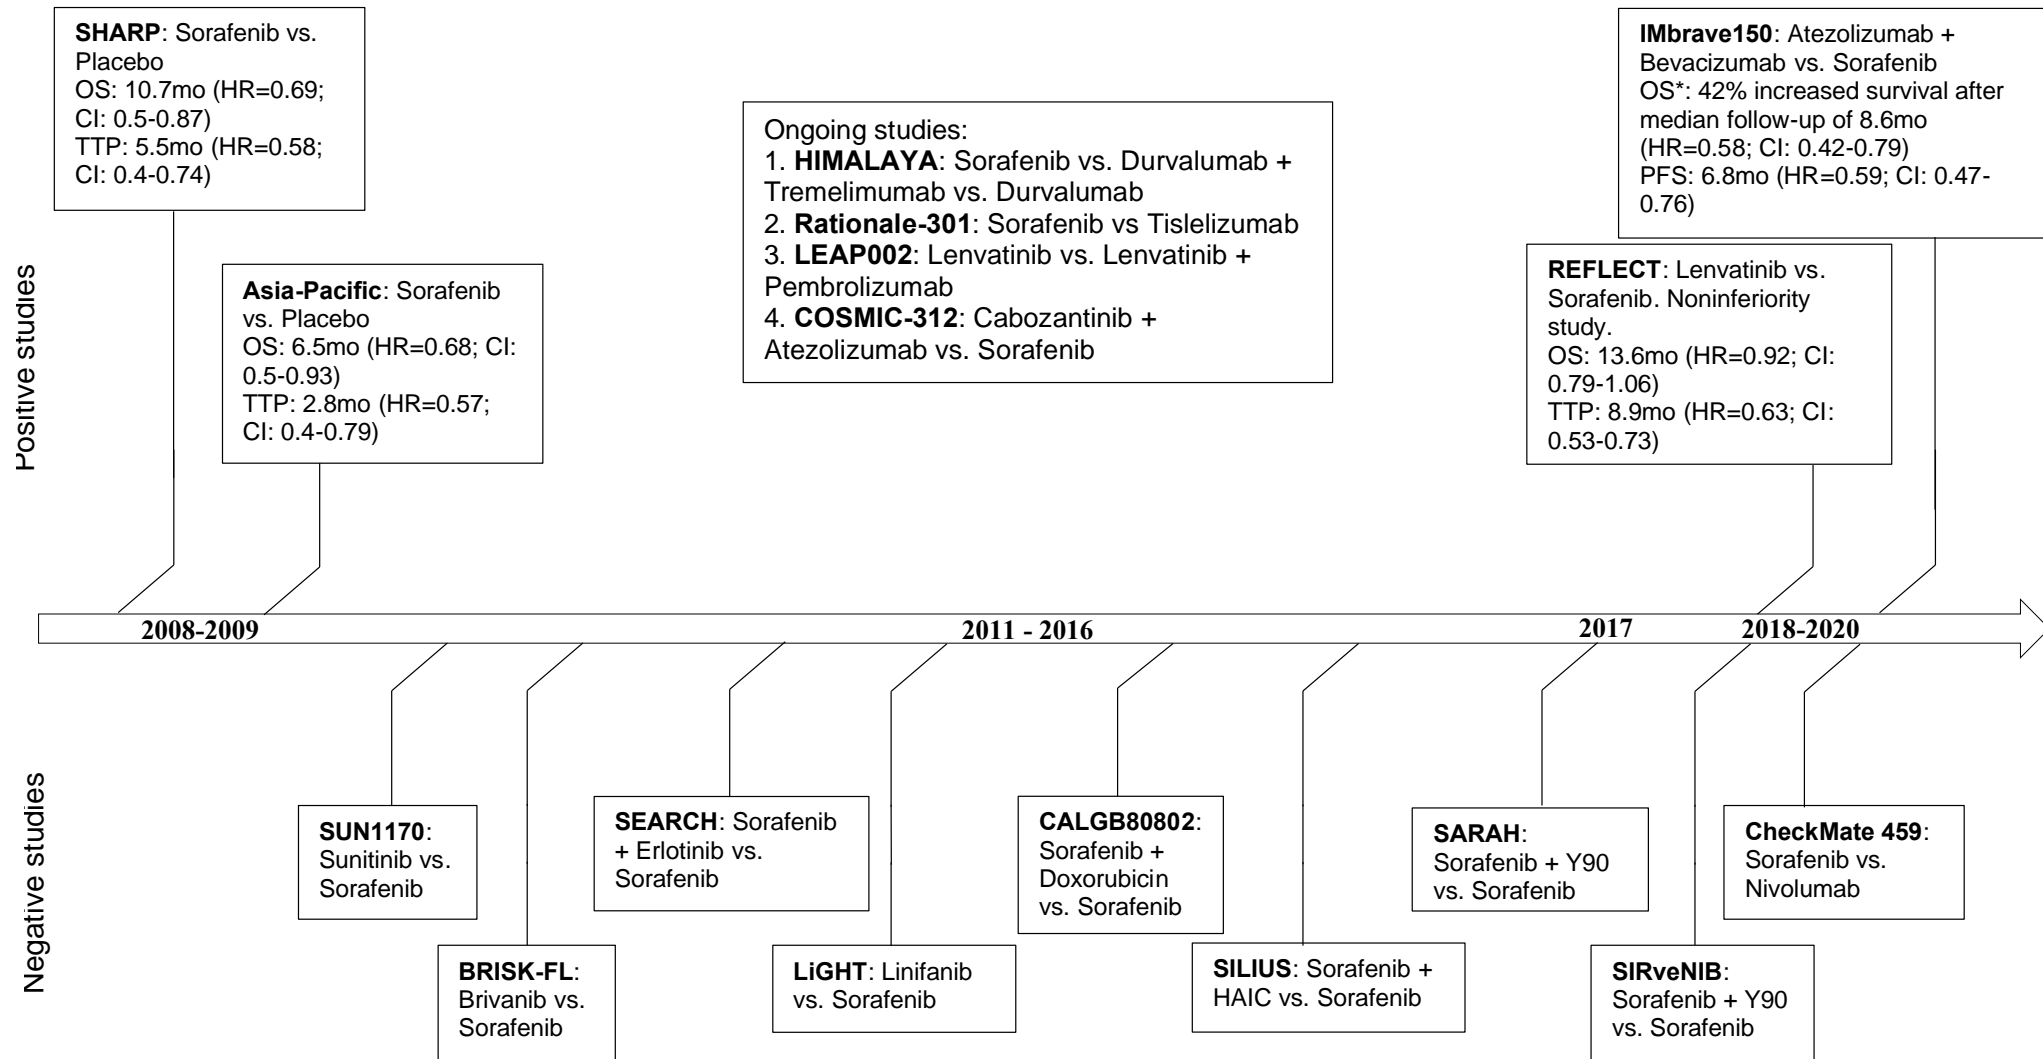 SHARP: Sorafenib vs.
Placebo
OS: 10.7mo (HR=0.69;
CI: 0.5-0.87)
TTP: 5.5mo (HR=0.58;
CI: 0.4-0.74)
Asia-Pacific: Sorafenib
vs. Placebo
OS: 6.5mo (HR=0.68; CI:
0.5-0.93)
TTP: 2.8mo (HR=0.57;
CI: 0.4-0.79)
Ongoing studies:
1. HIMALAYA: Sorafenib vs. Durvalumab +
Tremelimumab vs. Durvalumab
2. Rationale-301: Sorafenib vs Tislelizumab
3. LEAP002: Lenvatinib vs. Lenvatinib +
Pembrolizumab
4. COSMIC-312: Cabozantinib +
Atezolizumab vs. Sorafenib
IMbrave150: Atezolizumab +
Bevacizumab vs. Sorafenib
OS*: 42% increased survival after
median follow-up of 8.6mo
(HR=0.58; CI: 0.42-0.79)
PFS: 6.8mo (HR=0.59; CI: 0.47-
0.76)
REFLECT: Lenvatinib vs.
Sorafenib. Noninferiority
study.
OS: 13.6mo (HR=0.92; CI:
0.79-1.06)
TTP: 8.9mo (HR=0.63; CI:
0.53-0.73)
Positive studies
2008-2009
2011 - 2016
2017
2018-2020
Negative studies
SUN1170:
Sunitinib vs.
Sorafenib
BRISK-FL:
Brivanib vs.
Sorafenib
SEARCH: Sorafenib
+ Erlotinib vs.
Sorafenib
LiGHT: Linifanib
vs. Sorafenib
CALGB80802:
Sorafenib +
Doxorubicin
vs. Sorafenib
SILIUS: Sorafenib +
HAIC vs. Sorafenib
SARAH:
Sorafenib + Y90
vs. Sorafenib
SIRveNIB:
Sorafenib + Y90
vs. Sorafenib
CheckMate 459:
Sorafenib vs.
Nivolumab